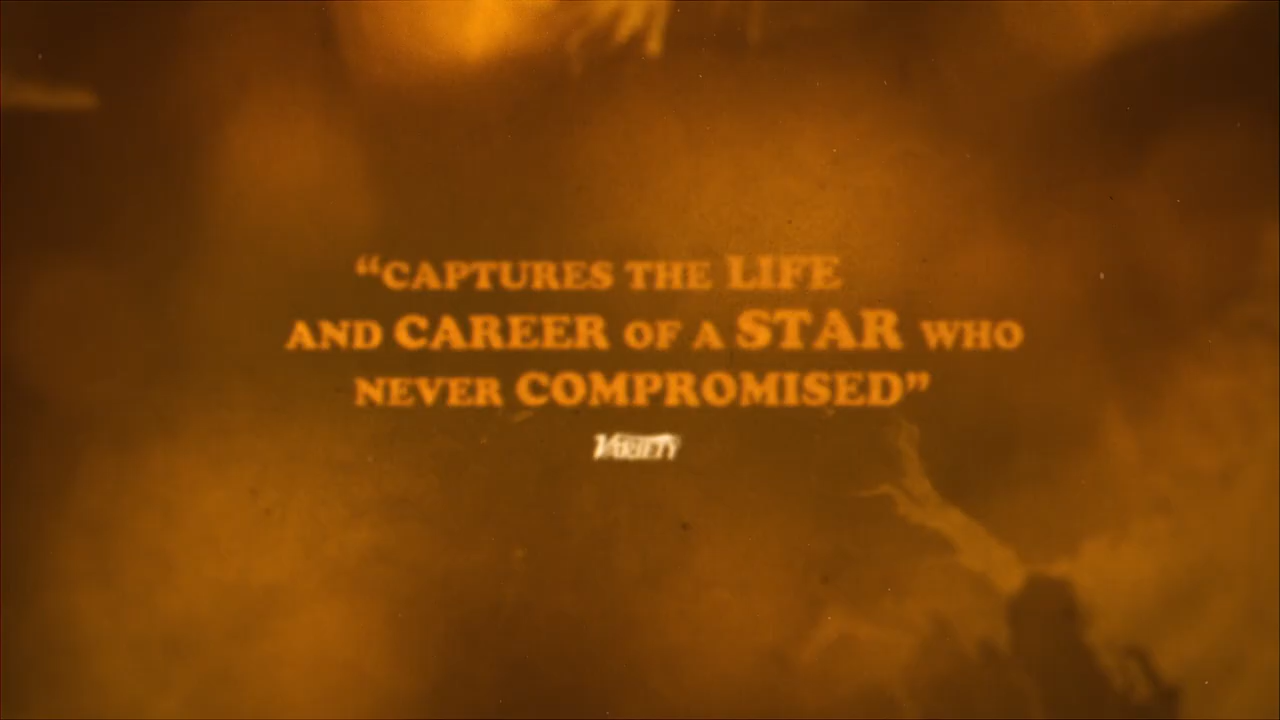 “CAPTURES THE LIFE
AND CAREER OF A STAR WHO
NEVER COMPROMISED”
VARIETY